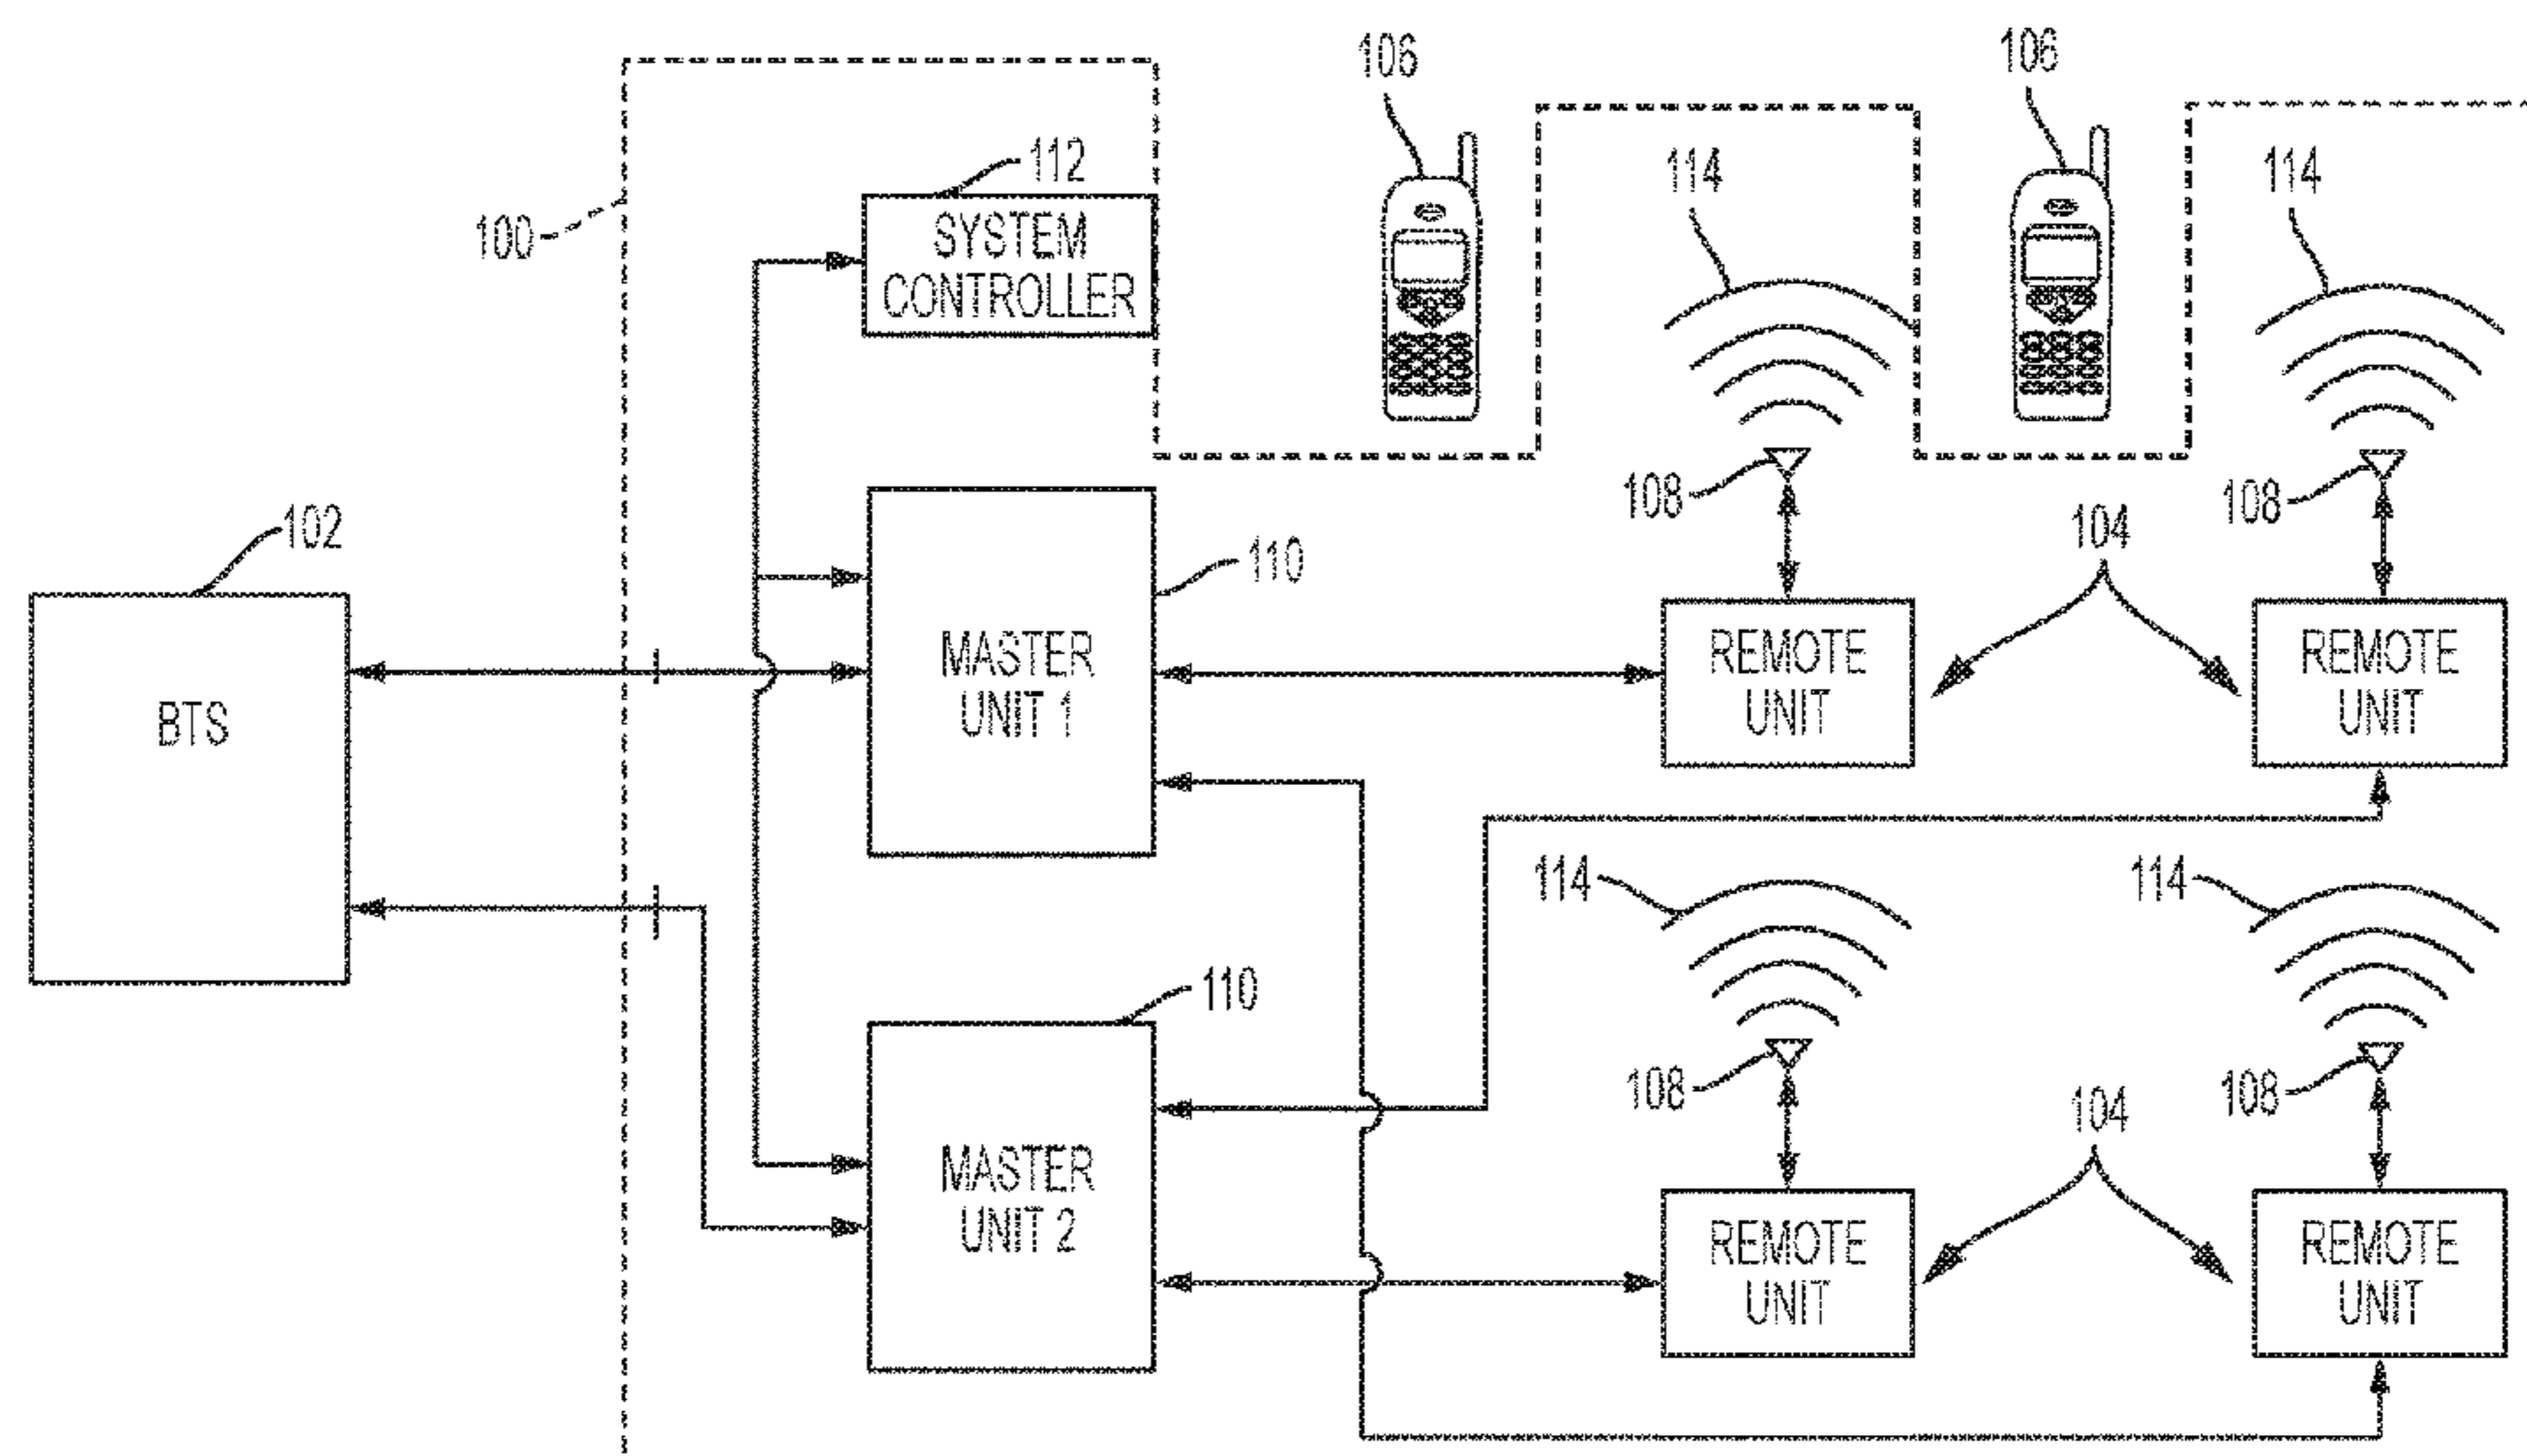 106
106
112
114
114
100
SYSTEM
CONTROLLER
108
108
102
104
110
BTS
MASTER
UNIT 1
REMOTE
UNIT
REMOTE
UNIT
114
114
110
108
108
104
MASTER
UNIT 2
REMOTE
UNIT
REMOTE
UNIT